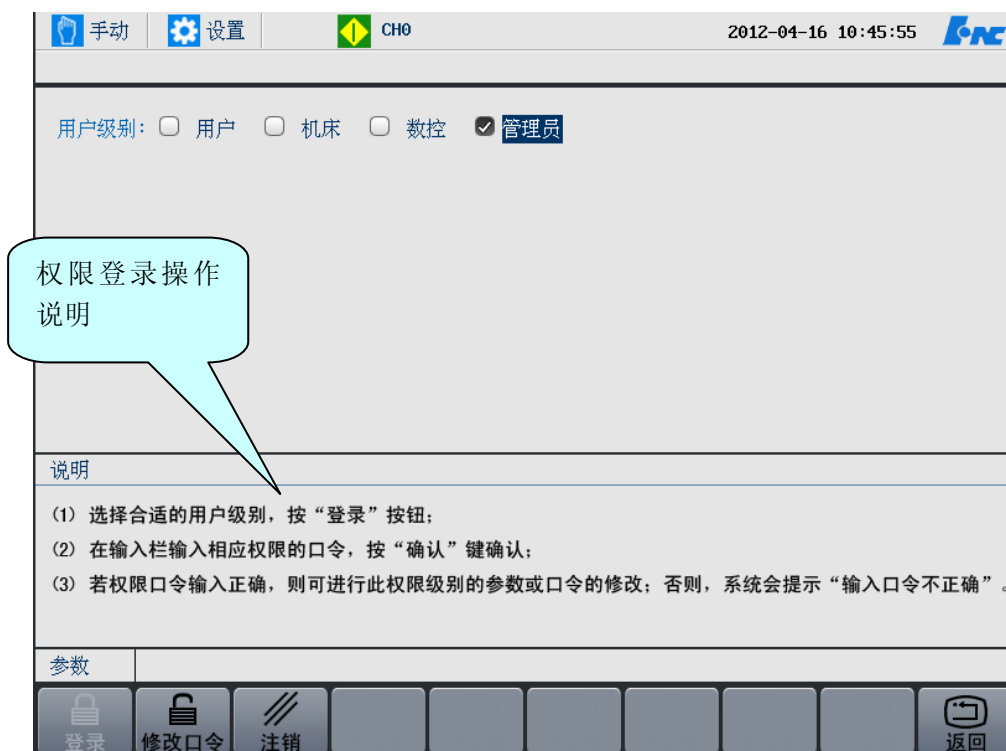 手动 设置 CH0 2012-04-16 10:45:55 HNC
用户级别: 用户 机床 数控 管理员
权限登录操作
说明
说明
(1) 选择合适的用户级别，按“登录”按钮；
(2) 在输入栏输入相应权限的口令，按“确认”键确认；
(3) 若权限口令输入正确，则可进行此权限级别的参数或口令的修改；否则，系统会提示“输入口令不正确”。
参数
登录 修改口令 注销 返回